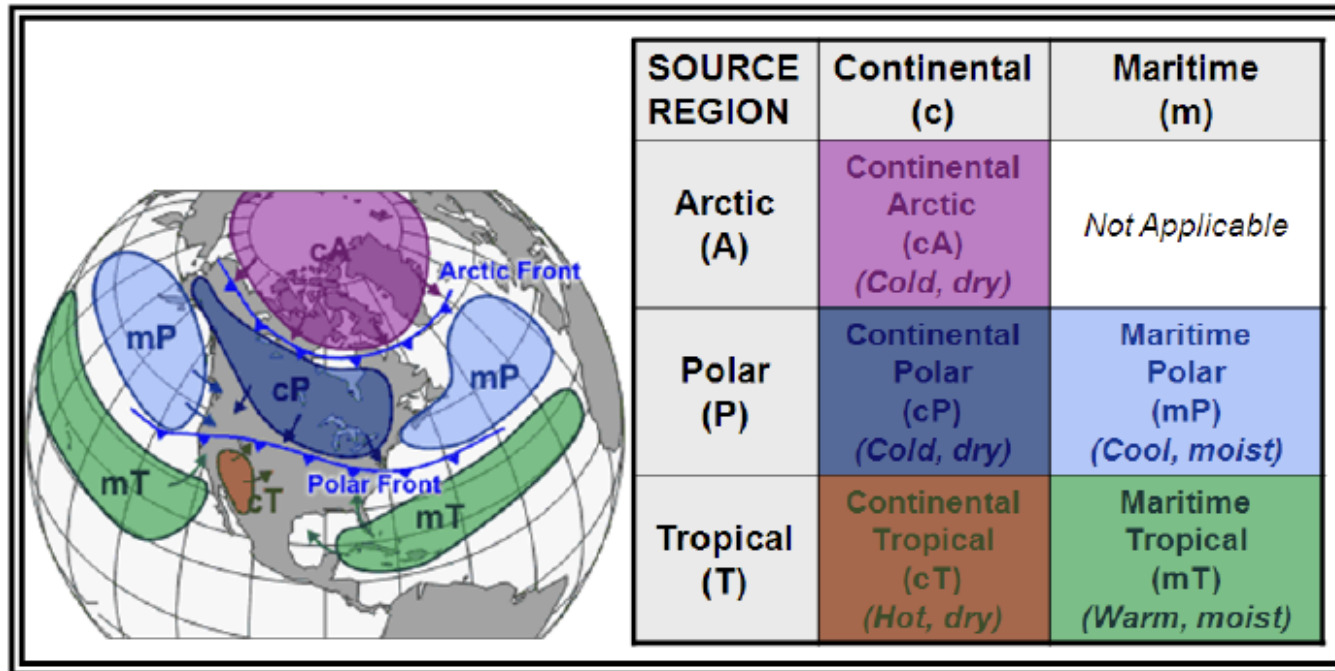 cA
Arctic Front
mP
cP
mP
mT
cT
Polar Front
mT
SOURCE
REGION
Continental
(c)
Maritime
(m)
Arctic
(A)
Continental
Arctic
(cA)
(Cold, dry)
Not Applicable
Polar
(P)
Continental
Polar
(cP)
(Cold, dry)
Maritime
Polar
(mP)
(Cool, moist)
Tropical
(T)
Continental
Tropical
(cT)
(Hot, dry)
Maritime
Tropical
(mT)
(Warm, moist)